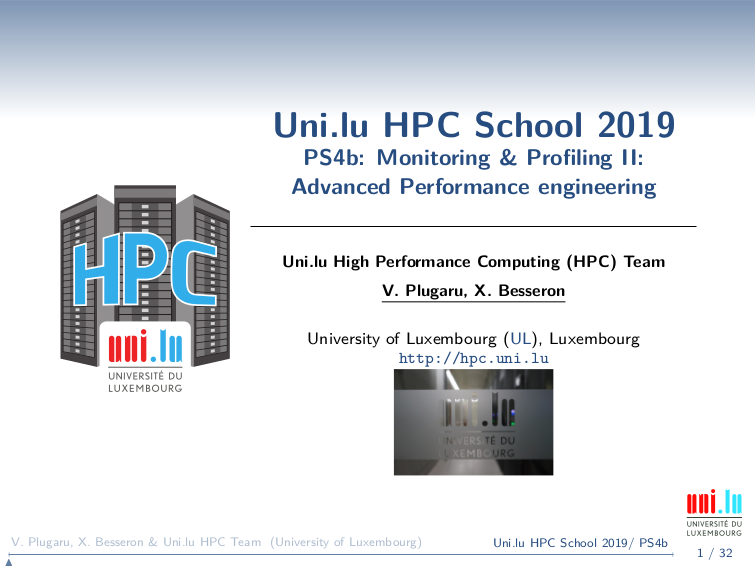 Uni.lu HPC School 2019
PS4b: Monitoring & Profiling II:
Advanced Performance engineering
HPC
uni.lu
UNIVERSITÉ DU
LUXEMBOURG
Uni.lu High Performance Computing (HPC) Team
V. Plugaru, X. Besseron
University of Luxembourg (UL), Luxembourg
http://hpc.uni.lu
uni.lu
UNIVERSITÉ DU
LUXEMBOURG
uni.lu
UNIVERSITÉ DU
LUXEMBOURG
V. Plugaru, X. Besseron & Uni.lu HPC Team (University of Luxembourg)
Uni.lu HPC School 2019/ PS4b
1 / 32